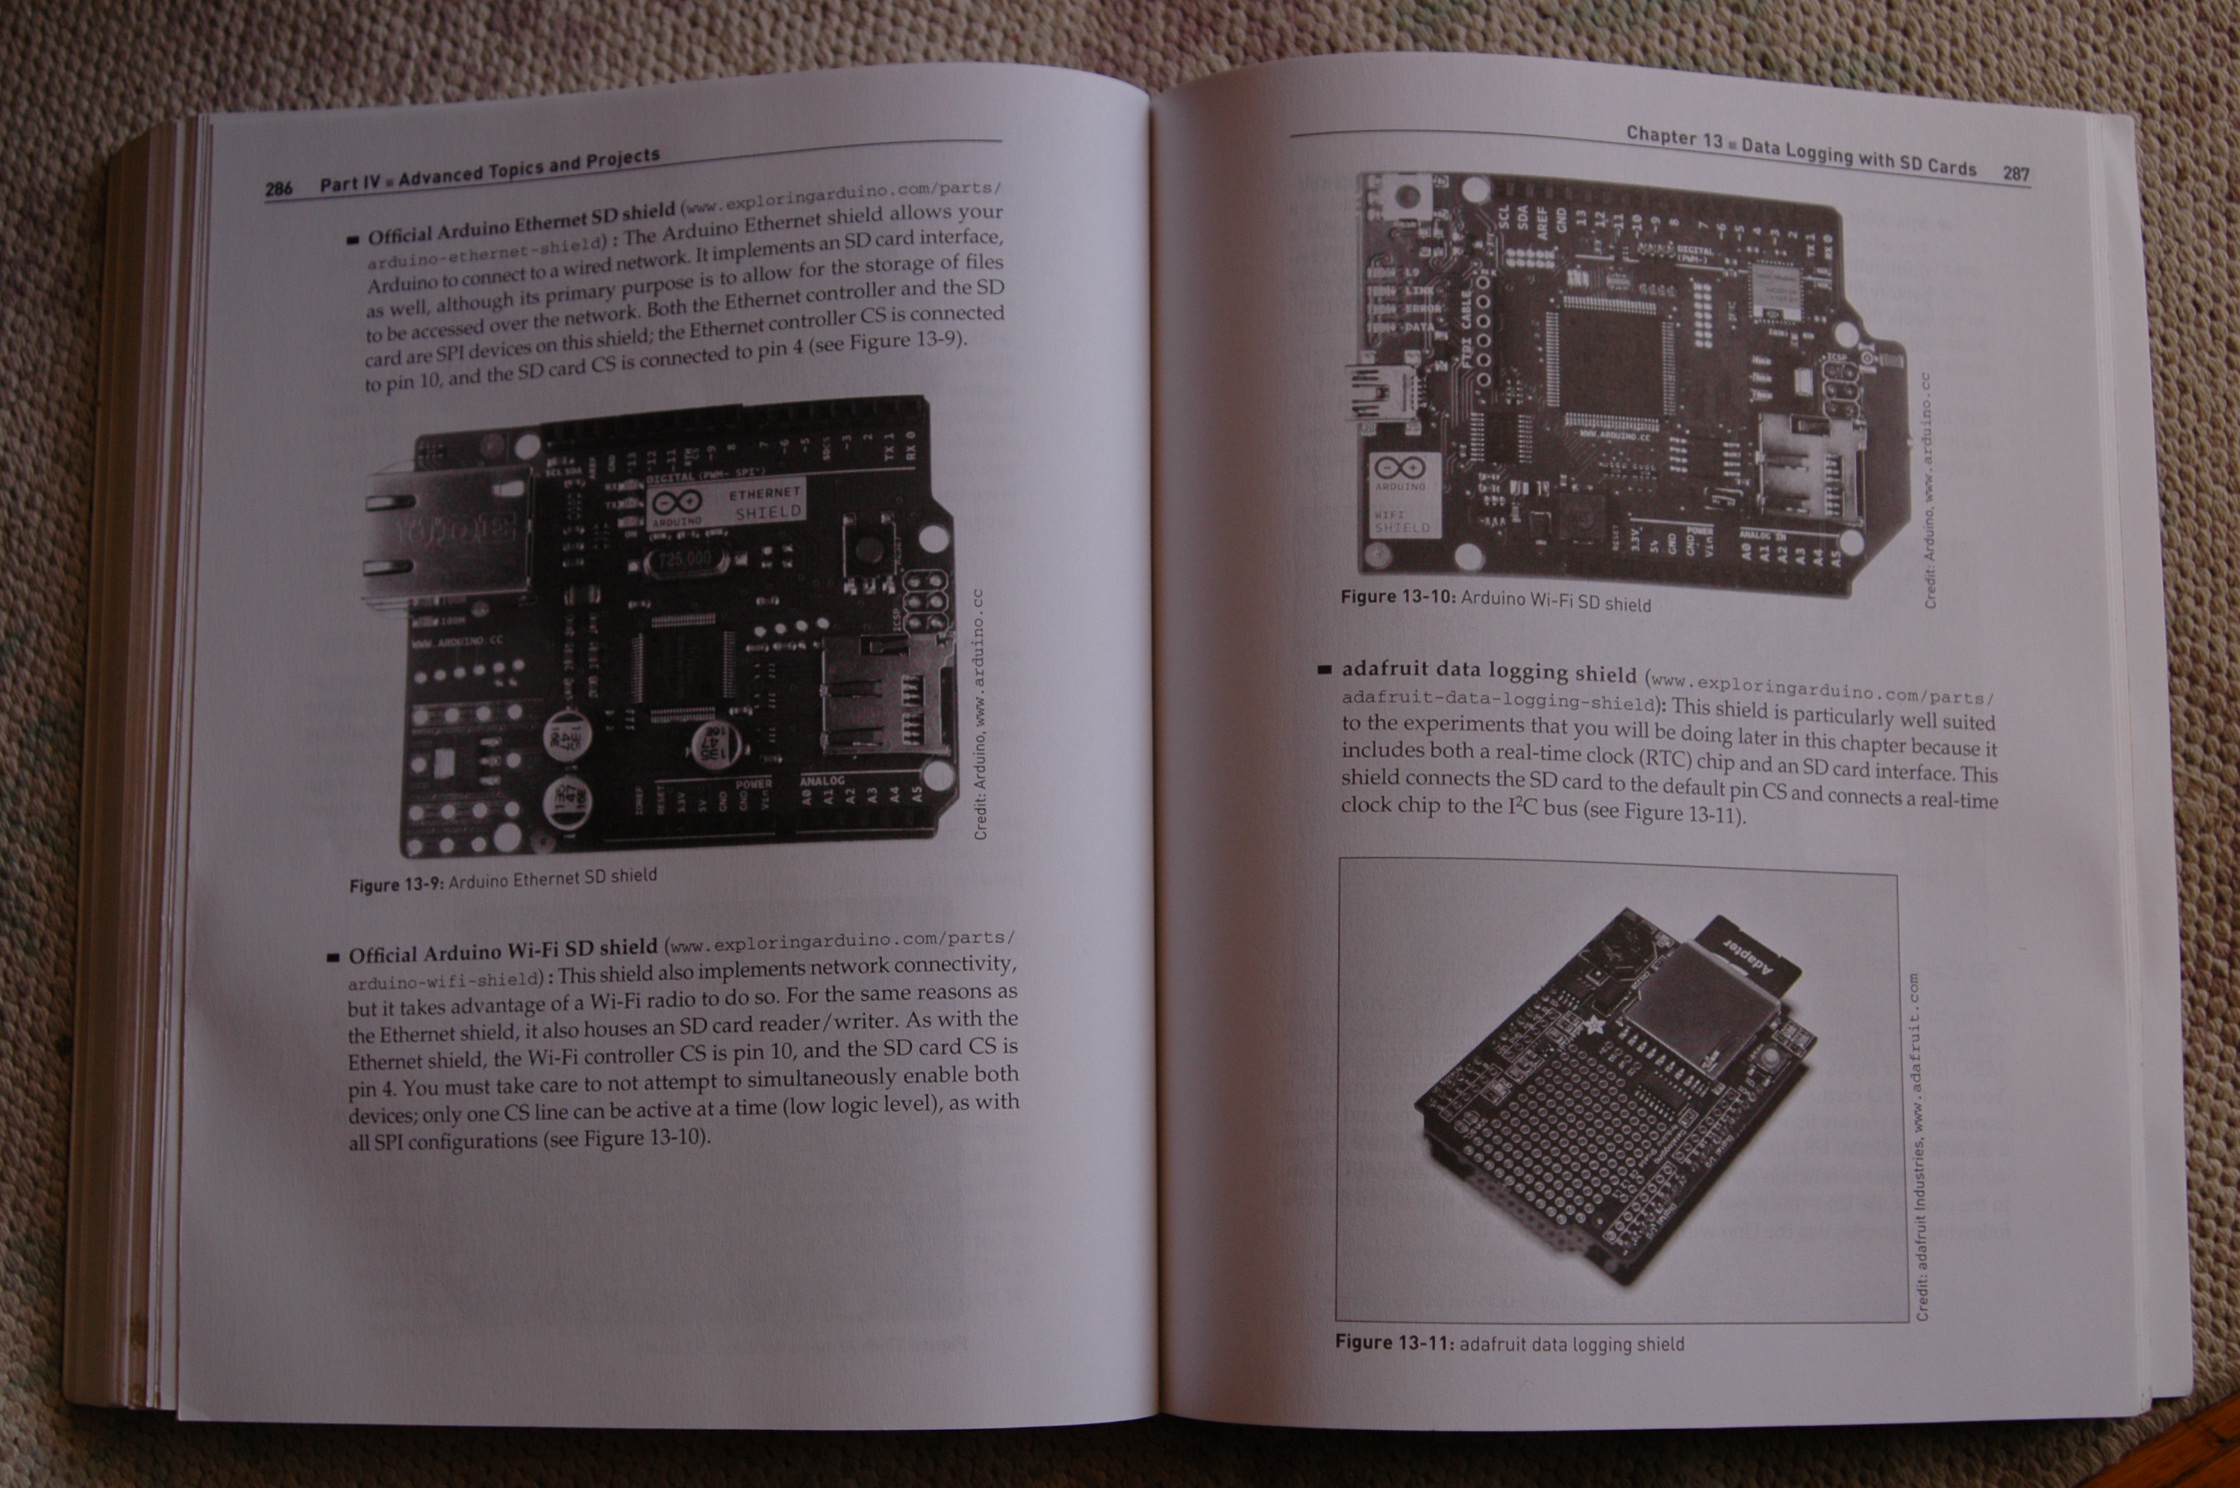 286 Part IV ■ Advanced Topics and Projects
■ Official Arduino Ethernet SD shield (www.exploringarduino.com/parts/
arduino-ethernet-shield) : The Arduino Ethernet shield allows your
Arduino to connect to a wired network. It implements an SD card interface,
as well, although its primary purpose is to allow for the storage of files
to be accessed over the network. Both the Ethernet controller and the SD
card are SPI devices on this shield; the Ethernet controller CS is connected
to pin 10, and the SD card CS is connected to pin 4 (see Figure 13-9).
SCL SDA AREF GND ~13 ~12 ~11 ~9 8 7 ~6 ~5 SDCS ~3 2 TX 1 RX 0
DIGITAL (PWM~ SPI*)
RX
TX
ON
ARDUINO
ETHERNET
SHIELD
T25.000
ICSP
100M
WWW.ARDUINO.CC
IOREF RESET 3.3V 5V GND GND Vin
POWER
ANALOG
A0 A1 A2 A3 A4 A5
Credit: Arduino, www.arduino.cc
Figure 13-9: Arduino Ethernet SD shield
■ Official Arduino Wi-Fi SD shield (www.exploringarduino.com/parts/
arduino-wifi-shield) : This shield also implements network connectivity,
but it takes advantage of a Wi-Fi radio to do so. For the same reasons as
the Ethernet shield, it also houses an SD card reader/writer. As with the
Ethernet shield, the Wi-Fi controller CS is pin 10, and the SD card CS is
pin 4. You must take care to not attempt to simultaneously enable both
devices; only one CS line can be active at a time (low logic level), as with
all SPI configurations (see Figure 13-10).
Chapter 13 ■ Data Logging with SD Cards 287
SCL SDA AREF GND 13 12 ~11 ~10 ~9 8 7 ~6 ~5 4 ~3 2 TX 1 RX 0
DIGITAL
(PWM~)
L9
LINK
ERROR
DATA
FTDI CABLE
ICSP
WWW.ARDUINO.CC
ARDUINO
WIFI
SHIELD
RESET 3.3V 5V GND GND Vin
POWER
ANALOG IN
A0 A1 A2 A3 A4 A5
Credit: Arduino, www.arduino.cc
Figure 13-10: Arduino Wi-Fi SD shield
■ adafruit data logging shield (www.exploringarduino.com/parts/
adafruit-data-logging-shield): This shield is particularly well suited
to the experiments that you will be doing later in this chapter because it
includes both a real-time clock (RTC) chip and an SD card interface. This
shield connects the SD card to the default pin CS and connects a real-time
clock chip to the I²C bus (see Figure 13-11).
Adapter
Credit: adafruit Industries, www.adafruit.com
Figure 13-11: adafruit data logging shield